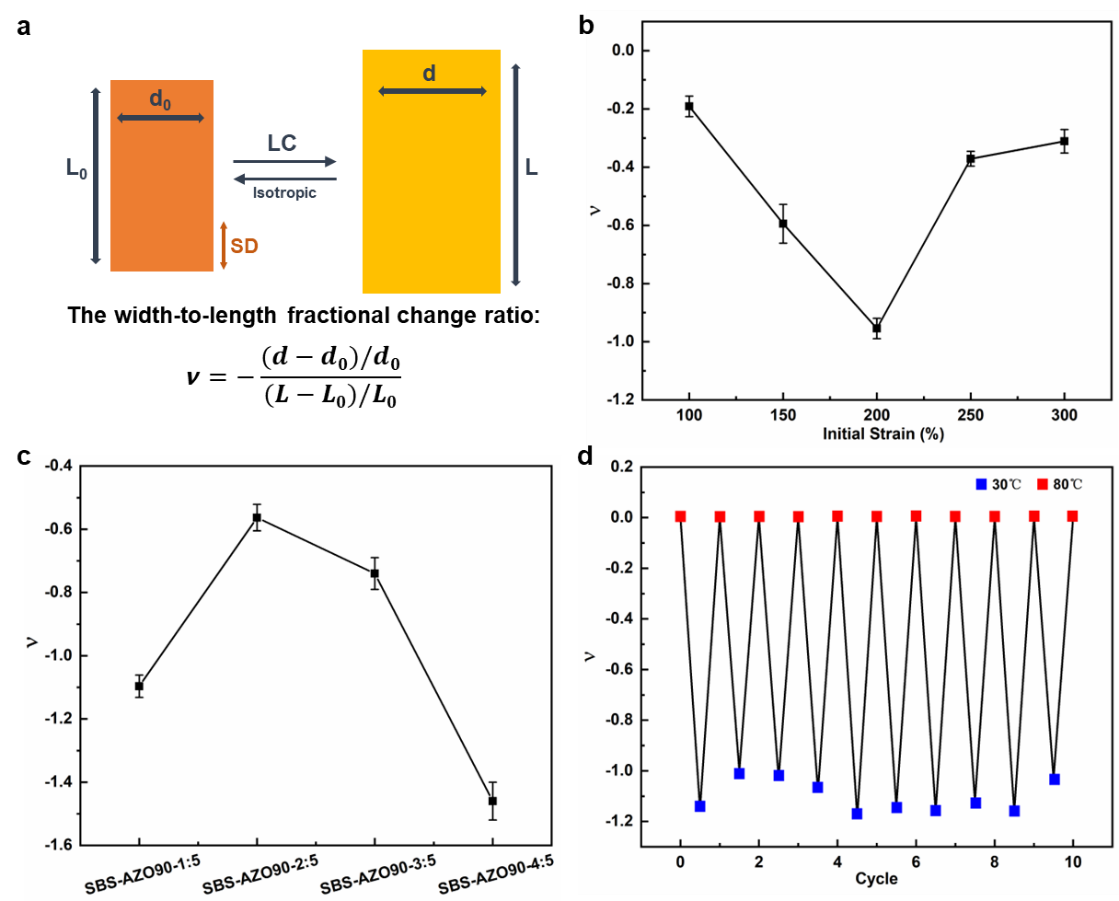 a
d₀
L₀
SD
LC
Isotropic
d
L
The width-to-length fractional change ratio:
ν = − (d − d₀)/d₀ / (L − L₀)/L₀
b
0.0
-0.2
-0.4
-0.6
-0.8
-1.0
-1.2
ν
100 150 200 250 300
Initial Strain (%)
c
-0.4
-0.6
-0.8
-1.0
-1.2
-1.4
-1.6
ν
SBS-AZO90-1:5 SBS-AZO90-2:5 SBS-AZO90-3:5 SBS-AZO90-4:5
d
30℃ 80℃
0.2
0.0
-0.2
-0.4
-0.6
-0.8
-1.0
-1.2
ν
0 2 4 6 8 10
Cycle